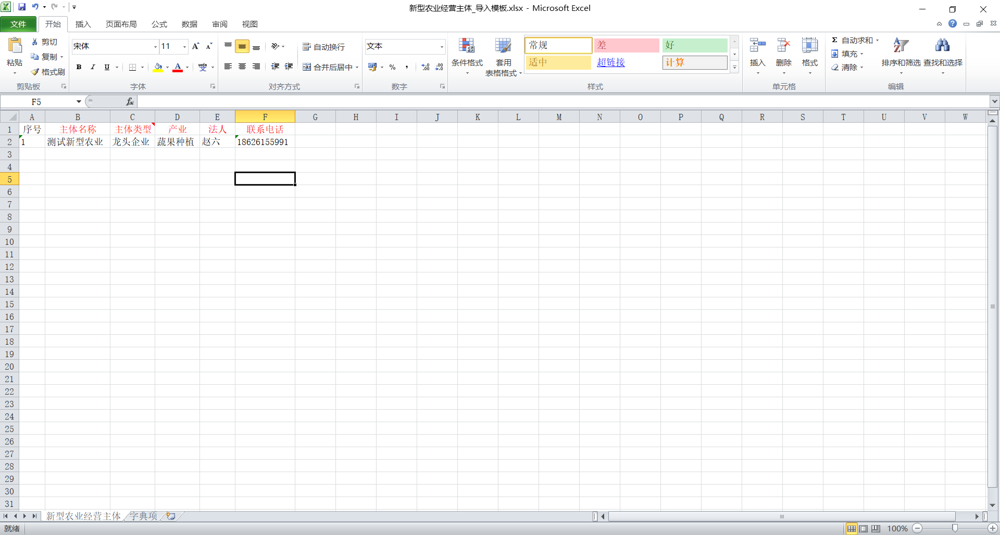 新型农业经营主体_导入模板.xlsx - Microsoft Excel
文件 开始 插入 页面布局 公式 数据 审阅 视图
粘贴 剪切 复制 格式刷 剪贴板
宋体 11 B I U wén 文 字体
自动换行 合并后居中 对齐方式
文本 % , .0 .00 .00 .0 数字
条件格式 套用 表格格式 常规 差 好 适中 超链接 计算 样式
插入 删除 格式 单元格
Σ 自动求和 填充 清除 排序和筛选 查找和选择 编辑
F5 fx
A B C D E F G H I J K L M N O P Q R S T U V W
1 序号 主体名称 主体类型 产业 法人 联系电话
2 1 测试新型农业 龙头企业 蔬果种植 赵六 18626155991
3
4
5
6
7
8
9
10
11
12
13
14
15
16
17
18
19
20
21
22
23
24
25
26
27
28
29
30
31
新型农业经营主体 字典项
就绪 100%